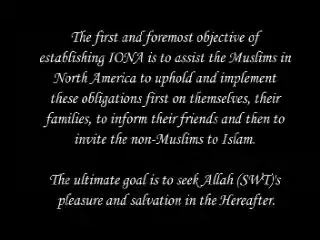 The first and foremost objective of
establishing IONA is to assist the Muslims in
North America to uphold and implement
these obligations first on themselves, their
families, to inform their friends and then to
invite the non-Muslims to Islam.
The ultimate goal is to seek Allah (SWT)'s
pleasure and salvation in the Hereafter.